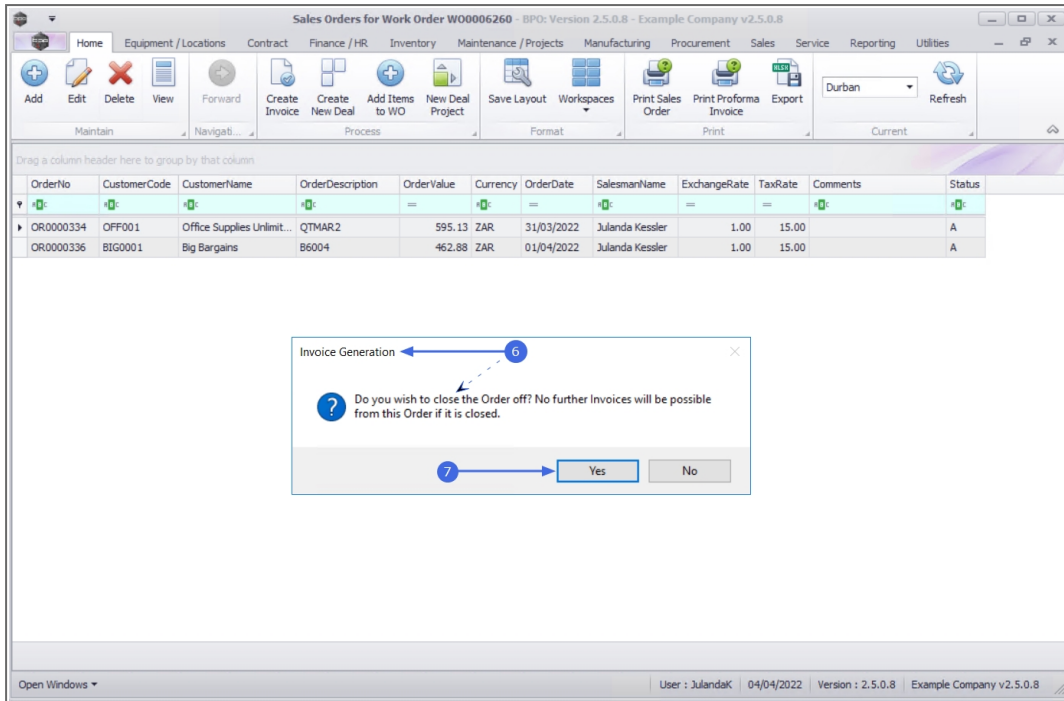 Sales Orders for Work Order WO0006260 - BPO: Version 2.5.0.8 - Example Company v2.5.0.8
Home Equipment / Locations Contract Finance / HR Inventory Maintenance / Projects Manufacturing Procurement Sales Service Reporting Utilities
Add Edit Delete View Forward Create Invoice Create New Deal Add Items to WO New Deal Project Save Layout Workspaces Print Sales Order Print Proforma Invoice Export Durban Refresh
Maintain Navigati... Process Format Print Current
Drag a column header here to group by that column
OrderNo CustomerCode CustomerName OrderDescription OrderValue Currency OrderDate SalesmanName ExchangeRate TaxRate Comments Status
= = =
OR0000334 OFF001 Office Supplies Unlimit... QTMAR2 595.13 ZAR 31/03/2022 Julanda Kessler 1.00 15.00 A
OR0000336 BIG0001 Big Bargains B6004 462.88 ZAR 01/04/2022 Julanda Kessler 1.00 15.00 A
Invoice Generation 6
Do you wish to close the Order off? No further Invoices will be possible
from this Order if it is closed.
7 Yes No
Open Windows User : JulandaK 04/04/2022 Version : 2.5.0.8 Example Company v2.5.0.8